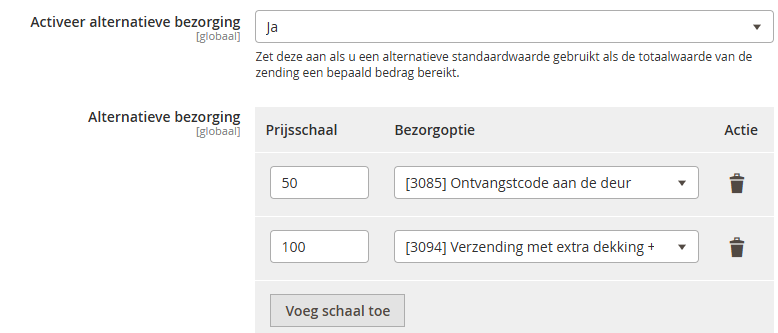 Activeer alternatieve bezorging
[globaal]
Ja
Zet deze aan als u een alternatieve standaardwaarde gebruikt als de totaalwaarde van de
zending een bepaald bedrag bereikt.
Alternatieve bezorging
[globaal]
Prijsschaal Bezorgoptie Actie
50 [3085] Ontvangstcode aan de deur
100 [3094] Verzending met extra dekking +
Voeg schaal toe